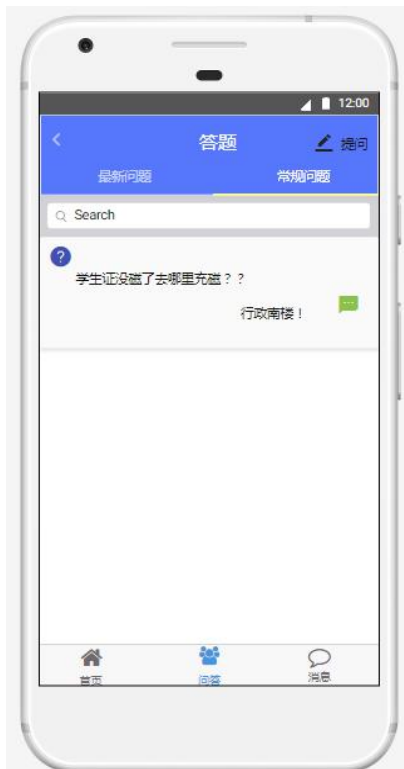 12:00
答题
提问
最新问题
常规问题
Search
学生证没磁了去哪里充磁？？
行政南楼！
首页
问答
消息